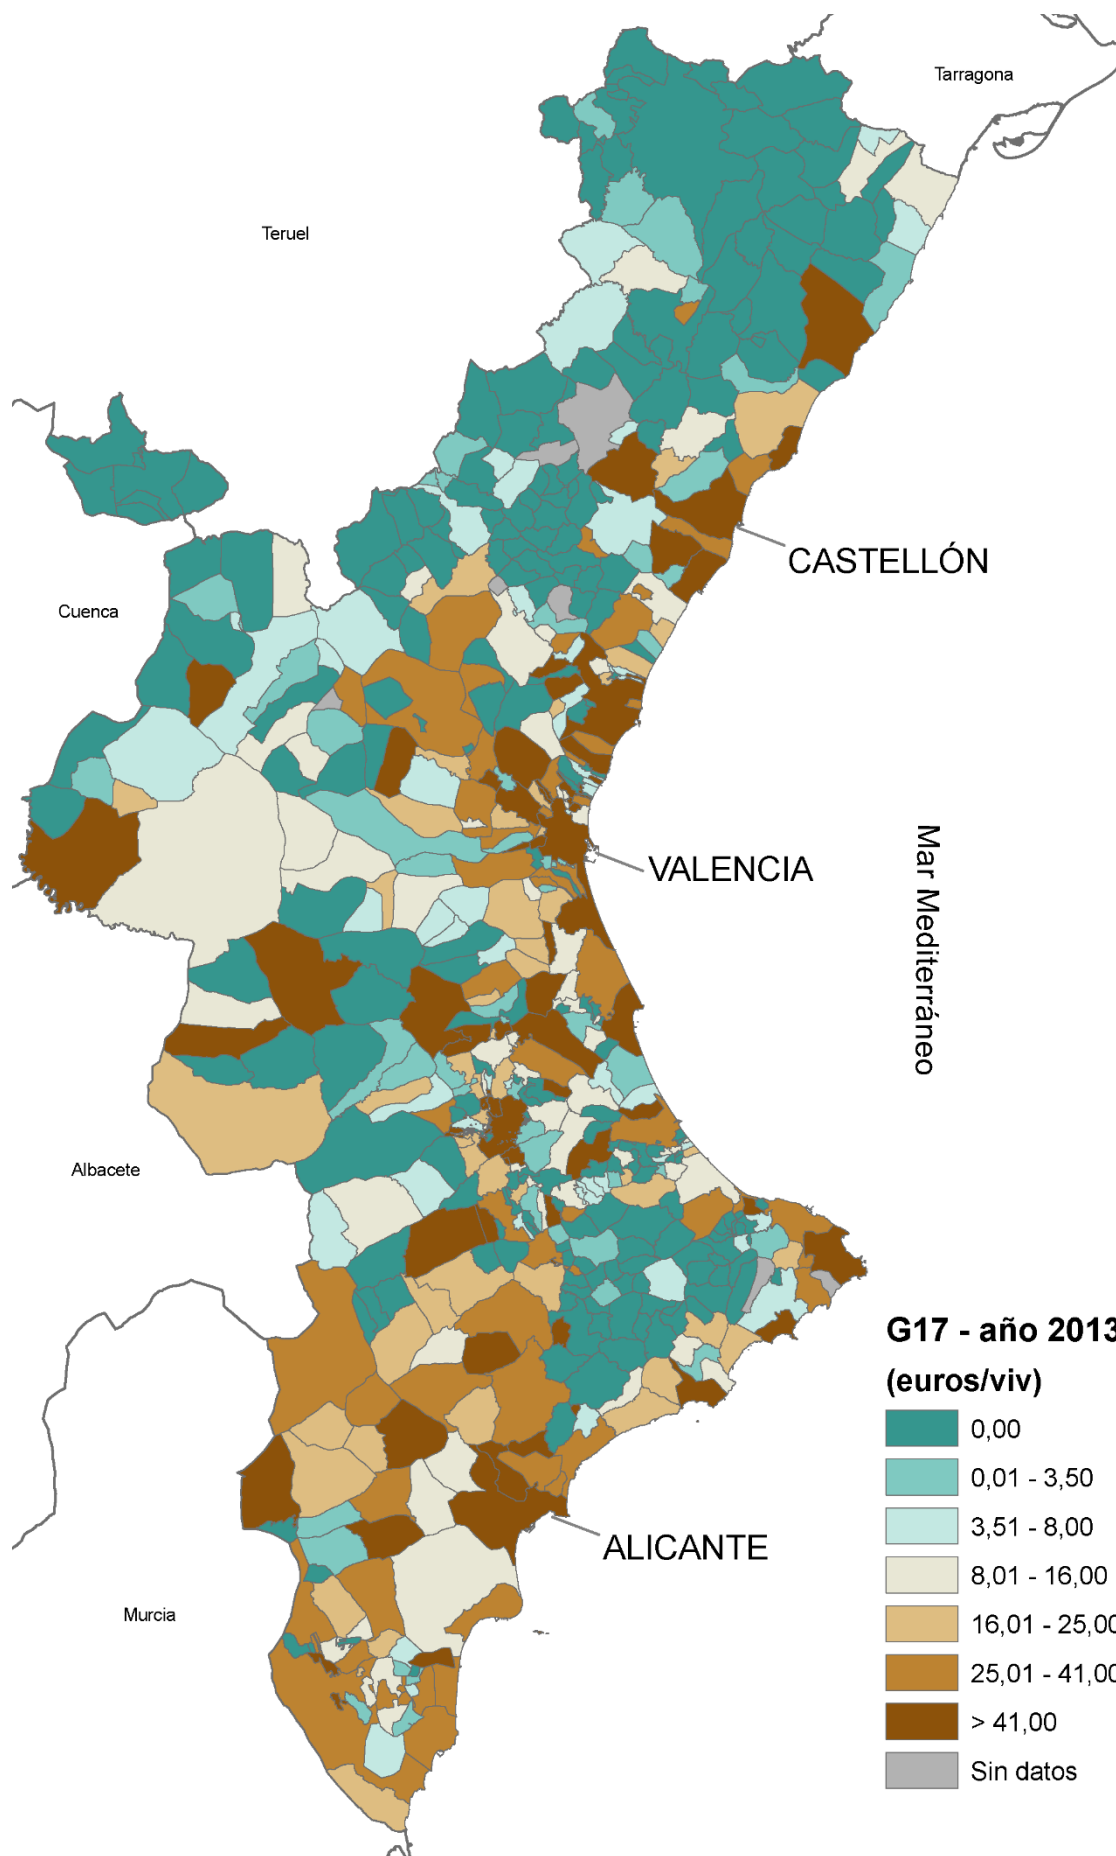 Tarragona
Teruel
CASTELLÓN
Cuenca
VALENCIA
Mar Mediterráneo
Albacete
G17 - año 2013
(euros/viv)
0,00
0,01 - 3,50
3,51 - 8,00
8,01 - 16,00
16,01 - 25,00
25,01 - 41,00
> 41,00
Sin datos
ALICANTE
Murcia